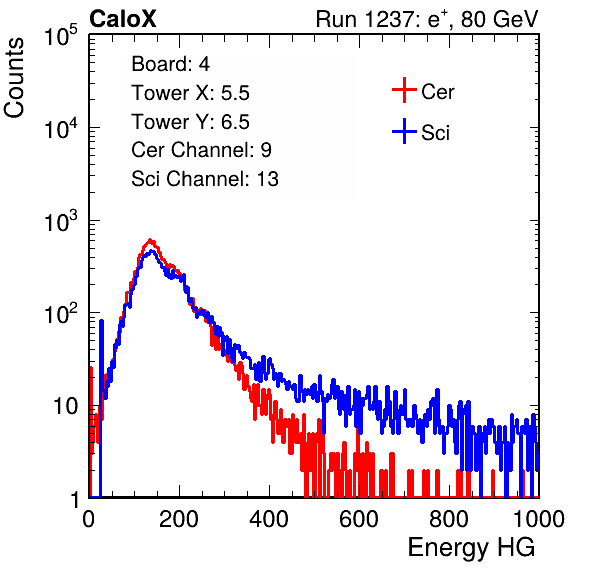 CaloX Run 1237: e⁺, 80 GeV
Counts
10⁵
10⁴
10³
10²
10
1
Board: 4
Tower X: 5.5
Tower Y: 6.5
Cer Channel: 9
Sci Channel: 13
Cer
Sci
0 200 400 600 800 1000
Energy HG